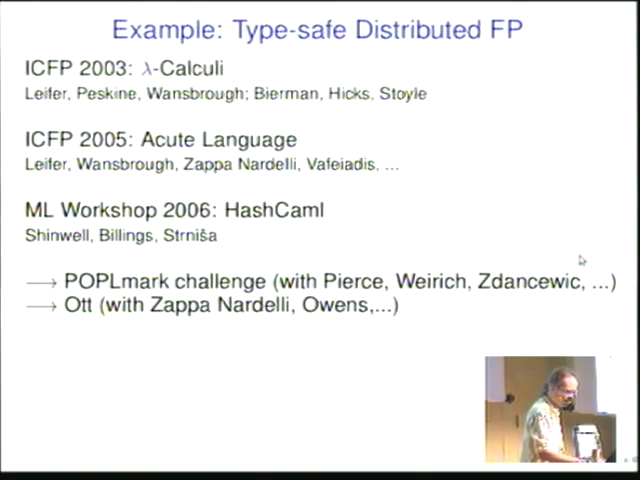 Example: Type-safe Distributed FP
ICFP 2003: λ-Calculi
Leifer, Peskine, Wansbrough; Bierman, Hicks, Stoyle
ICFP 2005: Acute Language
Leifer, Wansbrough, Zappa Nardelli, Vafeiadis, ...
ML Workshop 2006: HashCaml
Shinwell, Billings, Strniša
⟶ POPLmark challenge (with Pierce, Weirich, Zdancewic, ...)
⟶ Ott (with Zappa Nardelli, Owens,...)